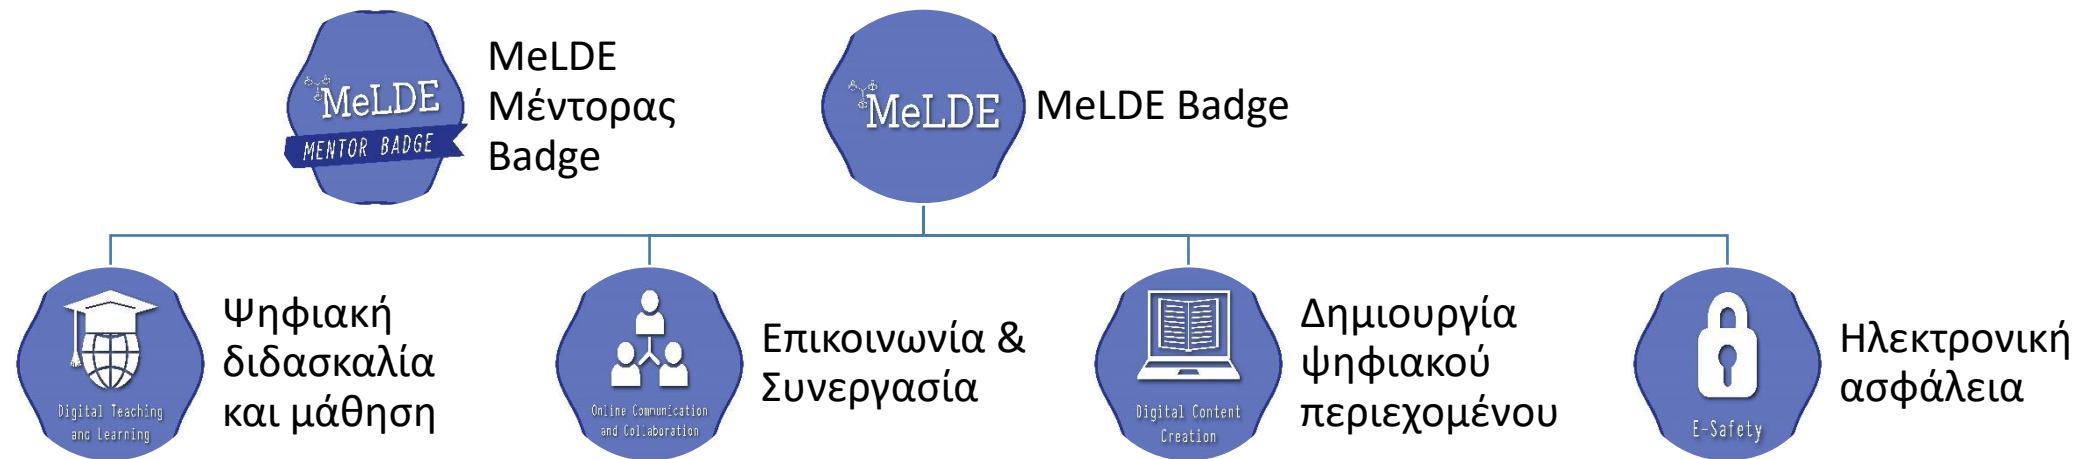 MeLDE
MENTOR BADGE
MeLDE
Μέντορας
Badge
MeLDE
MeLDE Badge
Digital Teaching
and Learning
Ψηφιακή
διδασκαλία
και μάθηση
Online Communication
and Collaboration
Επικοινωνία &
Συνεργασία
Digital Content
Creation
Δημιουργία
ψηφιακού
περιεχομένου
E-Safety
Ηλεκτρονική
ασφάλεια